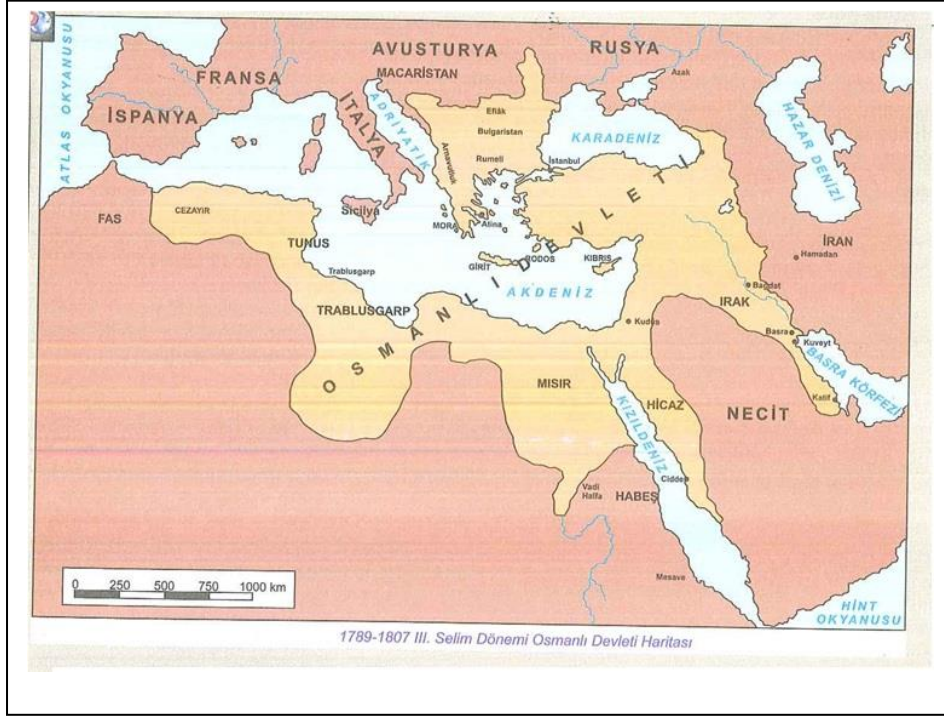 ATLAS OKYANUSU
FRANSA
İSPANYA
AVUSTURYA
MACARİSTAN
RUSYA
Azak
İTALYA
ADRİYATİK
Eflâk
Bulgaristan
Rumeli
Arnavutluk
İstanbul
KARADENİZ
HAZAR DENİZİ
FAS
CEZAYIR
Sicilya
TUNUS
MORA
Atina
GİRİT
RODOS
KIBRIS
Trablusgarp
TRABLUSGARP
AKDENİZ
OSMANLI DEVLETİ
İRAN
Hamadan
Bağdat
IRAK
Kudüs
Basra
Kuveyt
BASRA KÖRFEZİ
Katif
MISIR
KIZILDENİZ
HİCAZ
NECİT
Cidde
Vadi
Halfa
HABEŞ
Mesava
HİNT
OKYANUSU
0 250 500 750 1000 km
1789-1807 III. Selim Dönemi Osmanlı Devleti Haritası